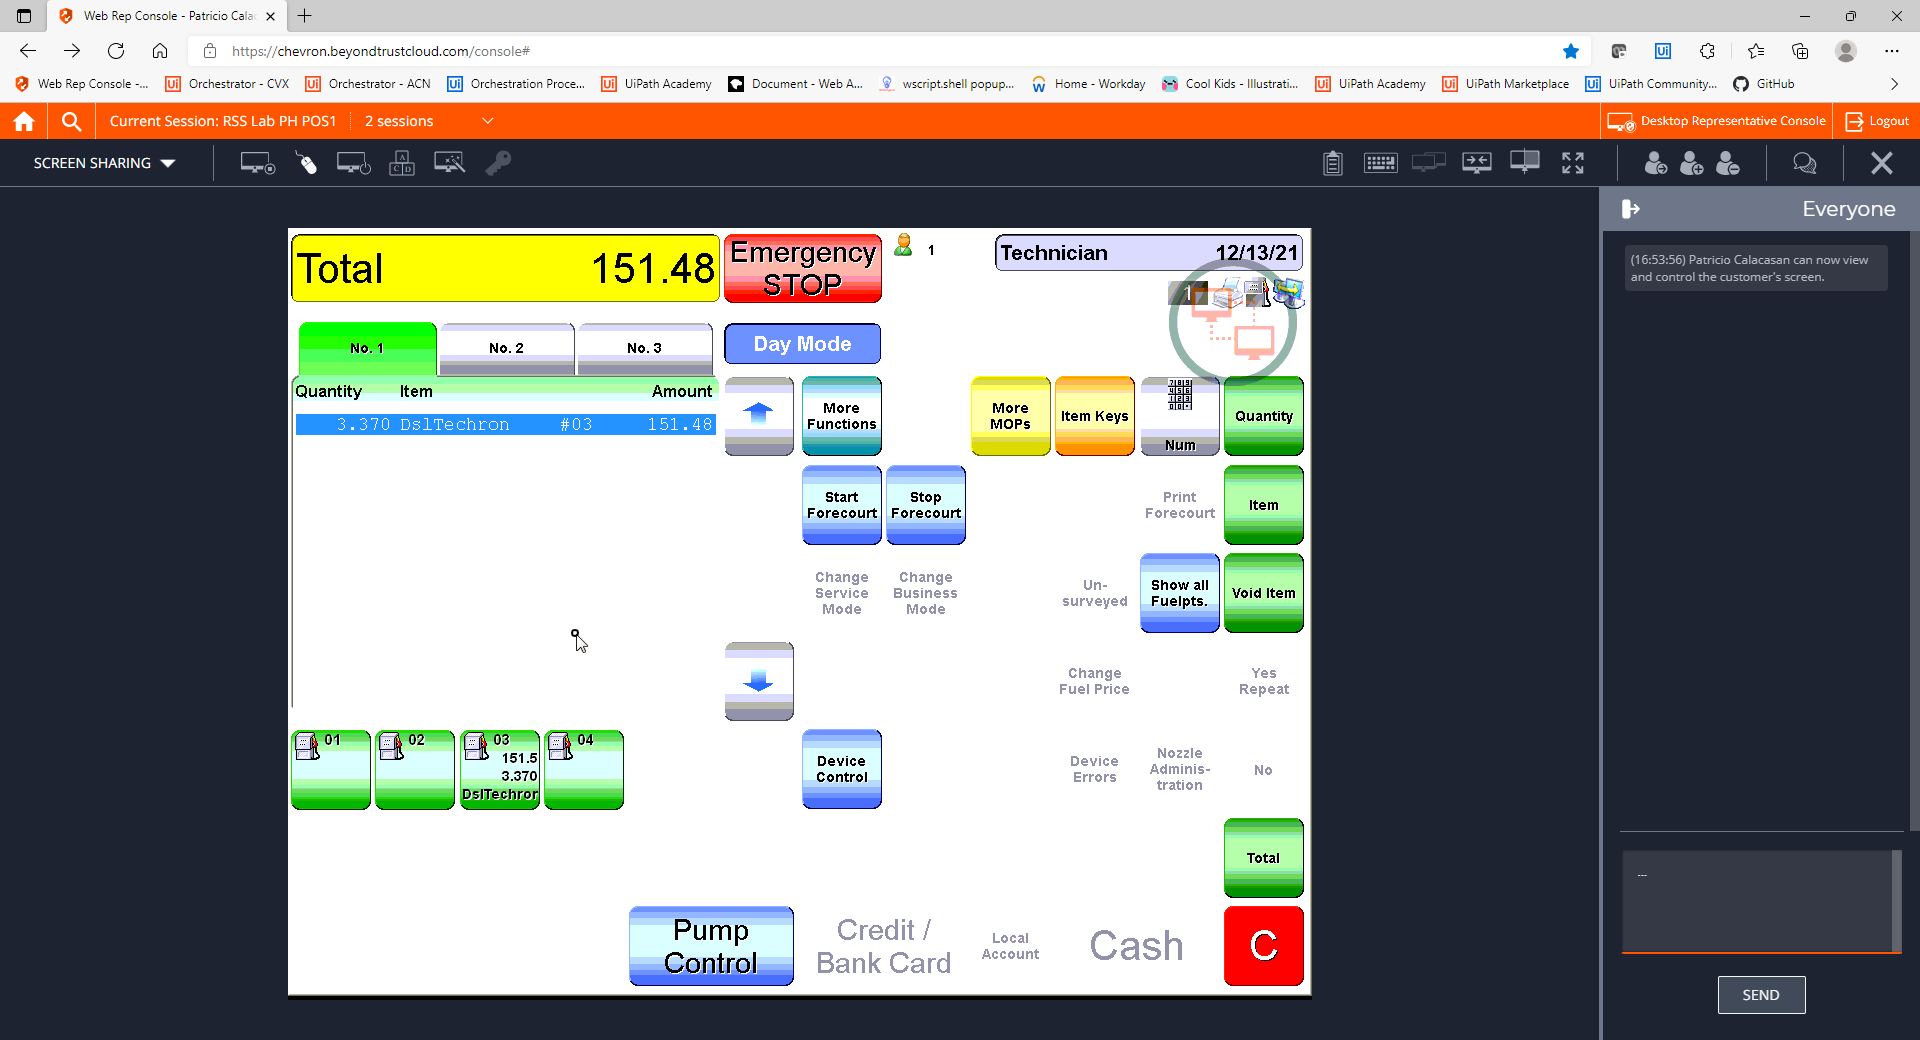 Web Rep Console - Patricio Cala
https://chevron.beyondtrustcloud.com/console#
Web Rep Console -...
Orchestrator - CVX
Orchestrator - ACN
Orchestration Proce...
UiPath Academy
Document - Web A...
wscript.shell popup...
Home - Workday
Cool Kids - Illustrati...
UiPath Academy
UiPath Marketplace
UiPath Community...
GitHub
Current Session: RSS Lab PH POS1
2 sessions
Desktop Representative Console
Logout
SCREEN SHARING
Everyone
(16:53:56) Patricio Calacasan can now view
and control the customer's screen.
Total 151.48
Emergency
STOP
1
Technician 12/13/21
1
No. 1
No. 2
No. 3
Day Mode
Quantity Item Amount
3.370 DslTechron #03 151.48
More
Functions
More
MOPs
Item Keys
Num
Quantity
Start
Forecourt
Stop
Forecourt
Print
Forecourt
Item
Change
Service
Mode
Change
Business
Mode
Un-
surveyed
Show all
Fuelpts.
Void Item
Change
Fuel Price
Yes
Repeat
01
02
03
151.5
3.370
DslTechron
04
Device
Control
Device
Errors
Nozzle
Adminis-
tration
No
Total
Pump
Control
Credit /
Bank Card
Local
Account
Cash
C
...
SEND